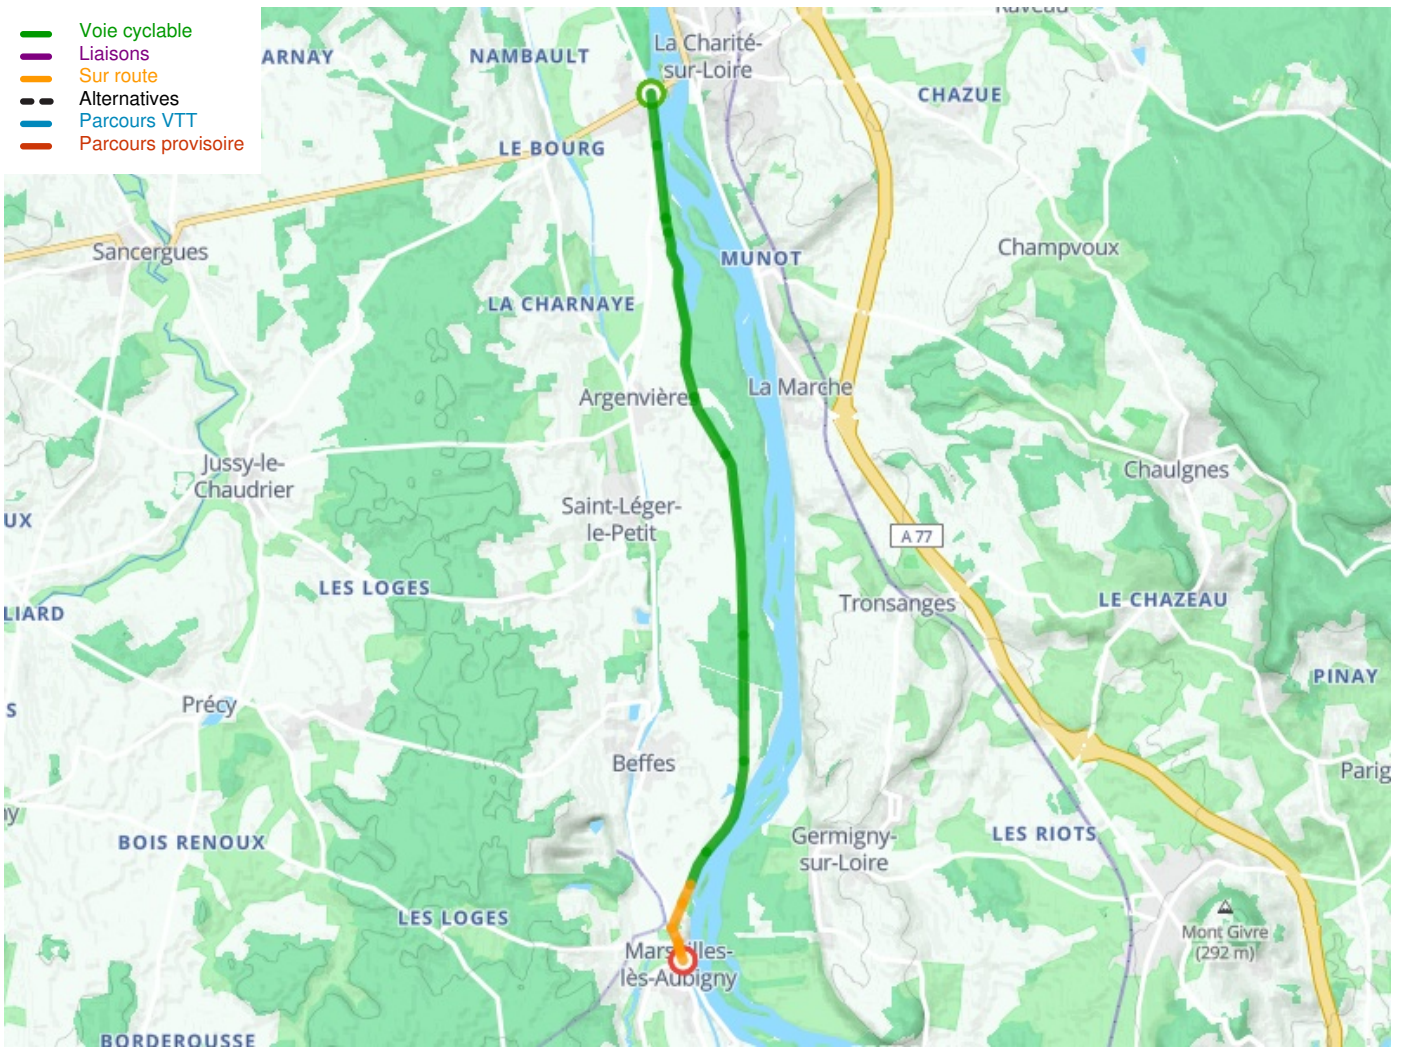 Voie cyclable
Liaisons
Sur route
Alternatives
Parcours VTT
Parcours provisoire
ARNAY
NAMBAULT
La Charité-
sur-Loire
CHAZUE
LE BOURG
Sancergues
MUNOT
Champvoux
LA CHARNAYE
Argenvières
La Marche
Jussy-le-
Chaudrier
Chaulgnes
UX
Saint-Léger-
le-Petit
A 77
LES LOGES
LLIARD
Tronsanges
LE CHAZEAU
PINAY
S
Précy
Beffes
Parig
y
BOIS RENOUX
Germigny-
sur-Loire
LES RIOTS
LES LOGES
Mont Givre
(292 m)
Marseilles-
lès-Aubigny
BORDEROUSSE